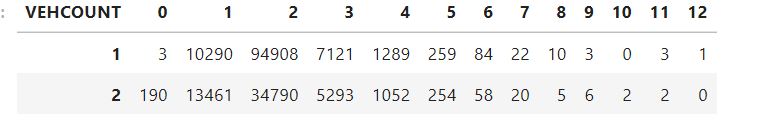 : VEHCOUNT 0 1 2 3 4 5 6 7 8 9 10 11 12
1 3 10290 94908 7121 1289 259 84 22 10 3 0 3 1
2 190 13461 34790 5293 1052 254 58 20 5 6 2 2 0